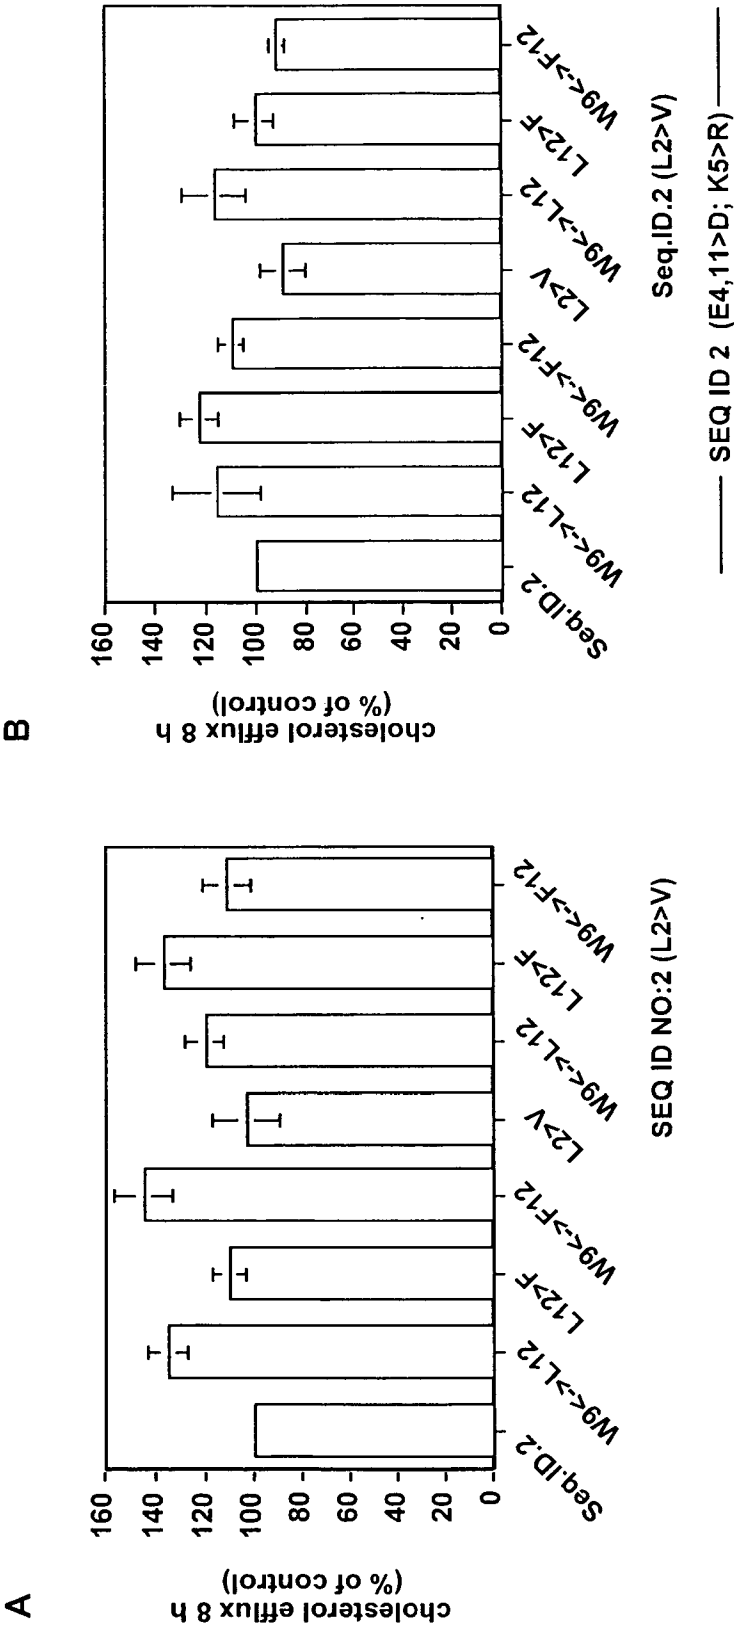 A
cholesterol efflux 8 h
(% of control)
160
140
120
100
80
60
40
20
0
Seq.ID.2
W9<->L12
L12>F
W9<->F12
L2>V
W9<->L12
L12>F
W9<->F12
SEQ ID NO:2 (L2>V)
B
cholesterol efflux 8 h
(% of control)
160
140
120
100
80
60
40
20
0
Seq.ID.2
W9<->L12
L12>F
W9<->F12
L2>V
W9<->L12
L12>F
W9<->F12
Seq.ID.2 (L2>V)
SEQ ID 2 (E4,11>D; K5>R)